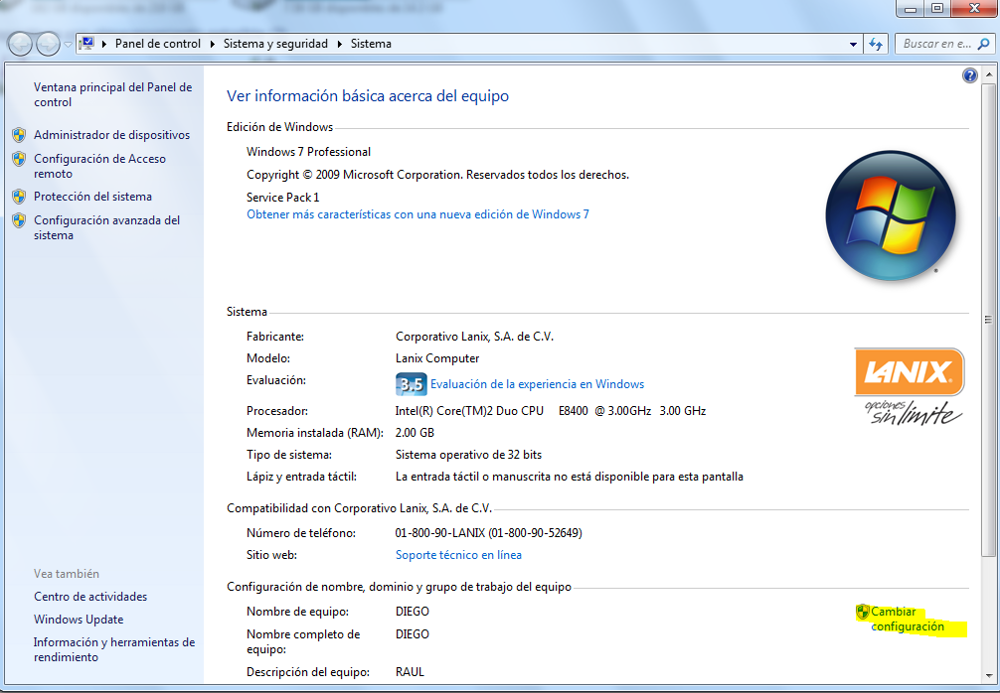 Panel de control
Sistema y seguridad
Sistema
Buscar en e...
Ventana principal del Panel de
control
Administrador de dispositivos
Configuración de Acceso
remoto
Protección del sistema
Configuración avanzada del
sistema
Vea también
Centro de actividades
Windows Update
Información y herramientas de
rendimiento
Ver información básica acerca del equipo
Edición de Windows
Windows 7 Professional
Copyright © 2009 Microsoft Corporation. Reservados todos los derechos.
Service Pack 1
Obtener más características con una nueva edición de Windows 7
Sistema
Fabricante: Corporativo Lanix, S.A. de C.V.
Modelo: Lanix Computer
Evaluación: 3.5 Evaluación de la experiencia en Windows
Procesador: Intel(R) Core(TM)2 Duo CPU E8400 @ 3.00GHz 3.00 GHz
Memoria instalada (RAM): 2.00 GB
Tipo de sistema: Sistema operativo de 32 bits
Lápiz y entrada táctil: La entrada táctil o manuscrita no está disponible para esta pantalla
LANIX
opciones
sin límite
Compatibilidad con Corporativo Lanix, S.A. de C.V.
Número de teléfono: 01-800-90-LANIX (01-800-90-52649)
Sitio web: Soporte técnico en línea
Configuración de nombre, dominio y grupo de trabajo del equipo
Nombre de equipo: DIEGO
Cambiar
configuración
Nombre completo de
equipo: DIEGO
Descripción del equipo: RAUL